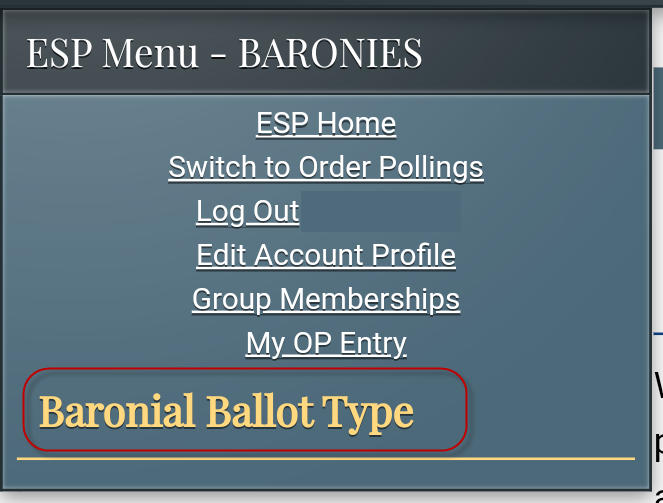 ESP Menu - BARONIES
ESP Home
Switch to Order Pollings
Log Out
Edit Account Profile
Group Memberships
My OP Entry
Baronial Ballot Type